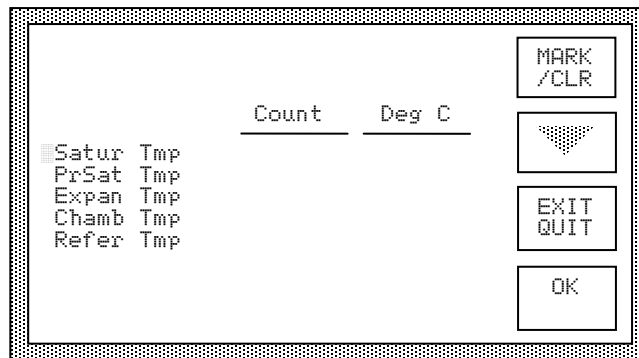 MARK
/CLR
Count Deg C
Satur Tmp
PrSat Tmp
Expan Tmp
Chamb Tmp
Refer Tmp
EXIT
QUIT
OK